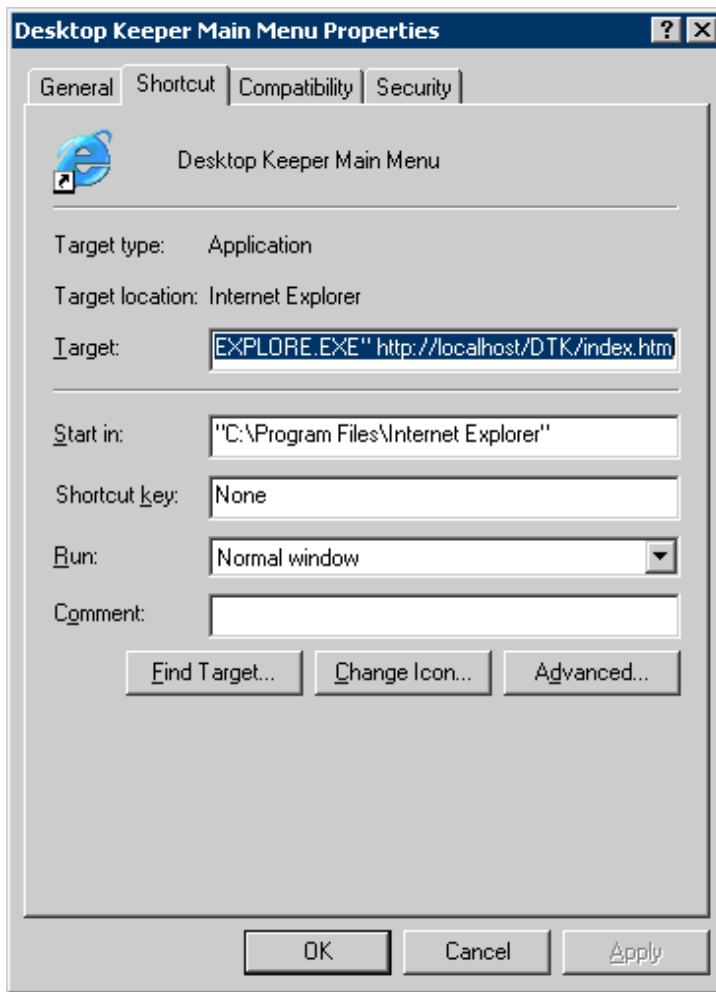 Desktop Keeper Main Menu Properties
General Shortcut Compatibility Security
Desktop Keeper Main Menu
Target type: Application
Target location: Internet Explorer
Target: EXPLORE.EXE" http://localhost/DTK/index.htm
Start in: "C:\Program Files\Internet Explorer"
Shortcut key: None
Run: Normal window
Comment:
Find Target... Change Icon... Advanced...
OK Cancel Apply